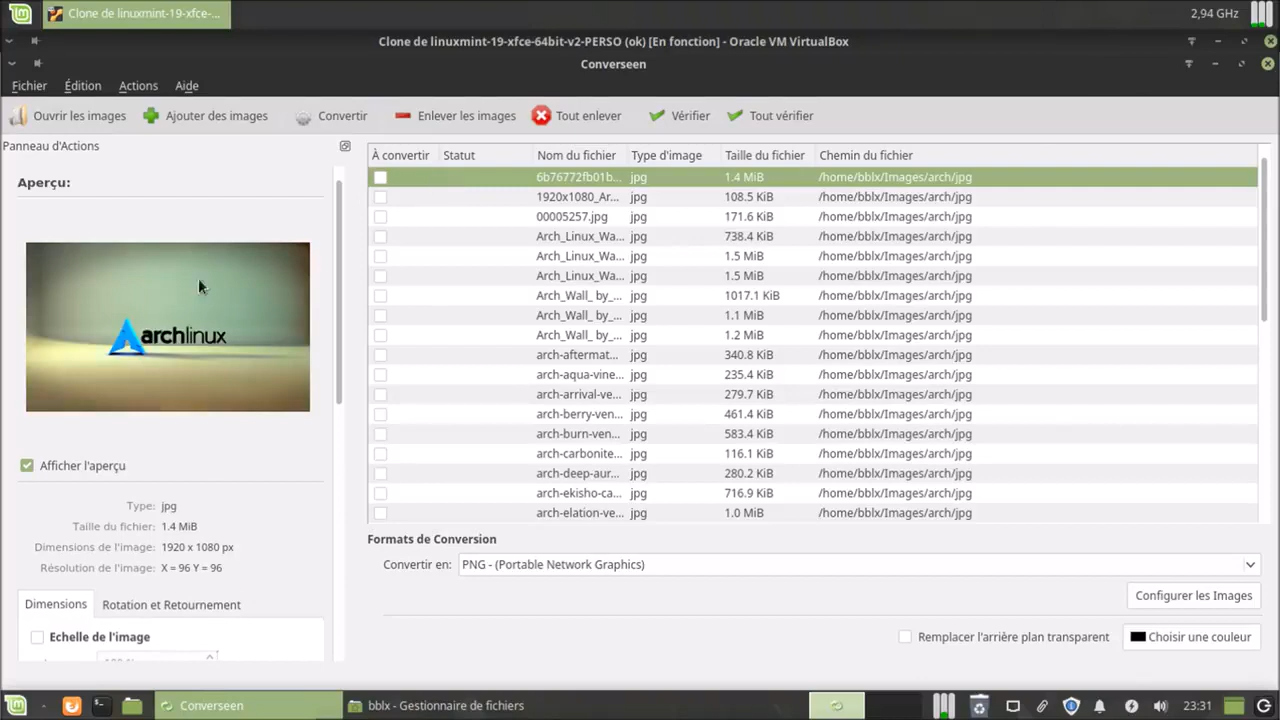 Clone de linuxmint-19-xfce-...
2,94 GHz
Clone de linuxmint-19-xfce-64bit-v2-PERSO (ok) [En fonction] - Oracle VM VirtualBox
Converseen
Fichier Édition Actions Aide
Ouvrir les images Ajouter des images Convertir Enlever les images Tout enlever Vérifier Tout vérifier
Panneau d'Actions
Aperçu:
archlinux
Afficher l'aperçu
Type: jpg
Taille du fichier: 1.4 MiB
Dimensions de l'image: 1920 x 1080 px
Résolution de l'image: X = 96 Y = 96
Dimensions Rotation et Retournement
Echelle de l'image
À convertir Statut Nom du fichier Type d'image Taille du fichier Chemin du fichier
6b76772fb01b... jpg 1.4 MiB /home/bblx/Images/arch/jpg
1920x1080_Ar... jpg 108.5 KiB /home/bblx/Images/arch/jpg
00005257.jpg jpg 171.6 KiB /home/bblx/Images/arch/jpg
Arch_Linux_Wa... jpg 738.4 KiB /home/bblx/Images/arch/jpg
Arch_Linux_Wa... jpg 1.5 MiB /home/bblx/Images/arch/jpg
Arch_Linux_Wa... jpg 1.5 MiB /home/bblx/Images/arch/jpg
Arch_Wall_ by_... jpg 1017.1 KiB /home/bblx/Images/arch/jpg
Arch_Wall_ by_... jpg 1.1 MiB /home/bblx/Images/arch/jpg
Arch_Wall_ by_... jpg 1.2 MiB /home/bblx/Images/arch/jpg
arch-aftermat... jpg 340.8 KiB /home/bblx/Images/arch/jpg
arch-aqua-vine... jpg 235.4 KiB /home/bblx/Images/arch/jpg
arch-arrival-ve... jpg 279.7 KiB /home/bblx/Images/arch/jpg
arch-berry-ven... jpg 461.4 KiB /home/bblx/Images/arch/jpg
arch-burn-ven... jpg 583.4 KiB /home/bblx/Images/arch/jpg
arch-carbonite... jpg 116.1 KiB /home/bblx/Images/arch/jpg
arch-deep-aur... jpg 280.2 KiB /home/bblx/Images/arch/jpg
arch-ekisho-ca... jpg 716.9 KiB /home/bblx/Images/arch/jpg
arch-elation-ve... jpg 1.0 MiB /home/bblx/Images/arch/jpg
Formats de Conversion
Convertir en: PNG - (Portable Network Graphics)
Configurer les Images
Remplacer l'arrière plan transparent Choisir une couleur
Converseen bblx - Gestionnaire de fichiers 23:31